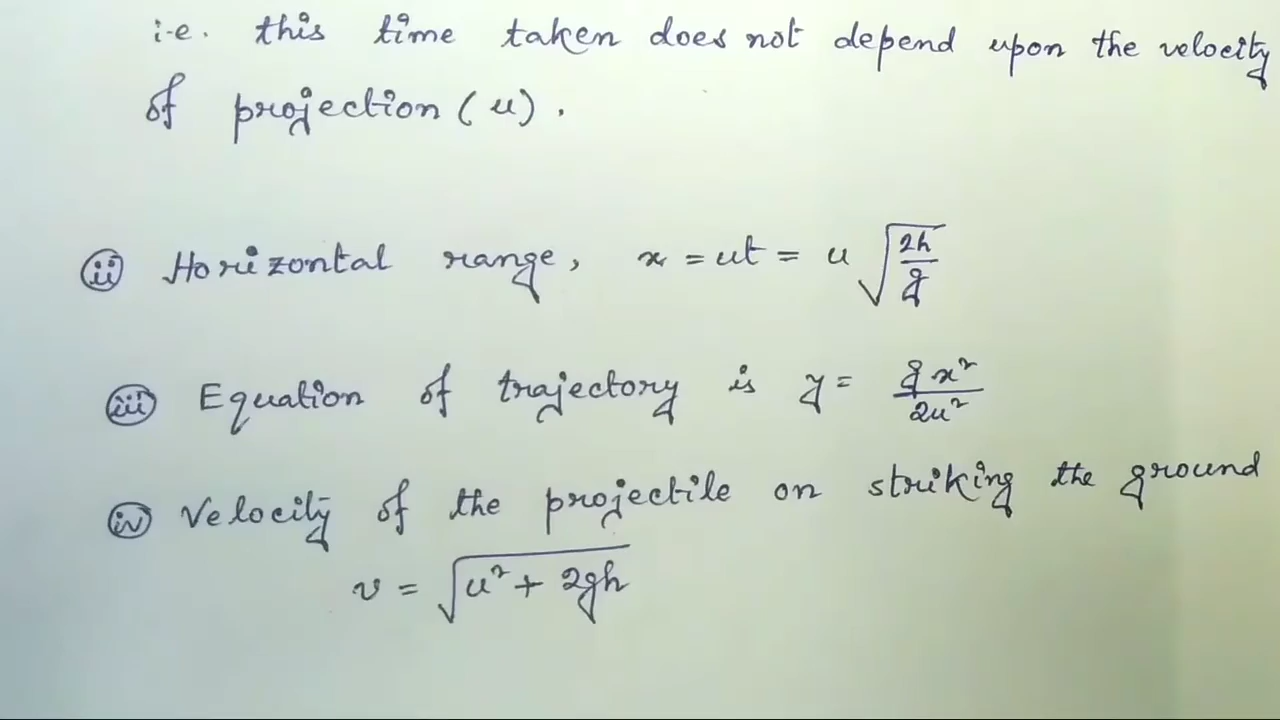 i.e. this time taken does not depend upon the velocity
of projection (u).
(ii) Horizontal range, x = ut = u √(2h/g)
(iii) Equation of trajectory is y = gx²/2u²
(iv) Velocity of the projectile on striking the ground
v = √(u² + 2gh)